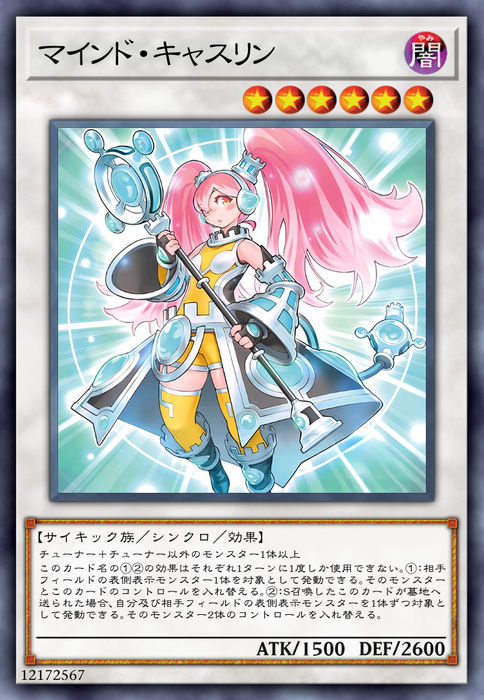 マインド・キャスリン
やみ
闇
【サイキック族／シンクロ／効果】
チューナー＋チューナー以外のモンスター1体以上
このカード名の①②の効果はそれぞれ1ターンに1度しか使用できない。①:相手
フィールドの表側表示モンスター1体を対象として発動できる。そのモンスター
とこのカードのコントロールを入れ替える。②:S召喚したこのカードが墓地へ
送られた場合、自分及び相手フィールドの表側表示モンスターを1体ずつ対象と
して発動できる。そのモンスター2体のコントロールを入れ替える。
ATK/1500 DEF/2600
12172567